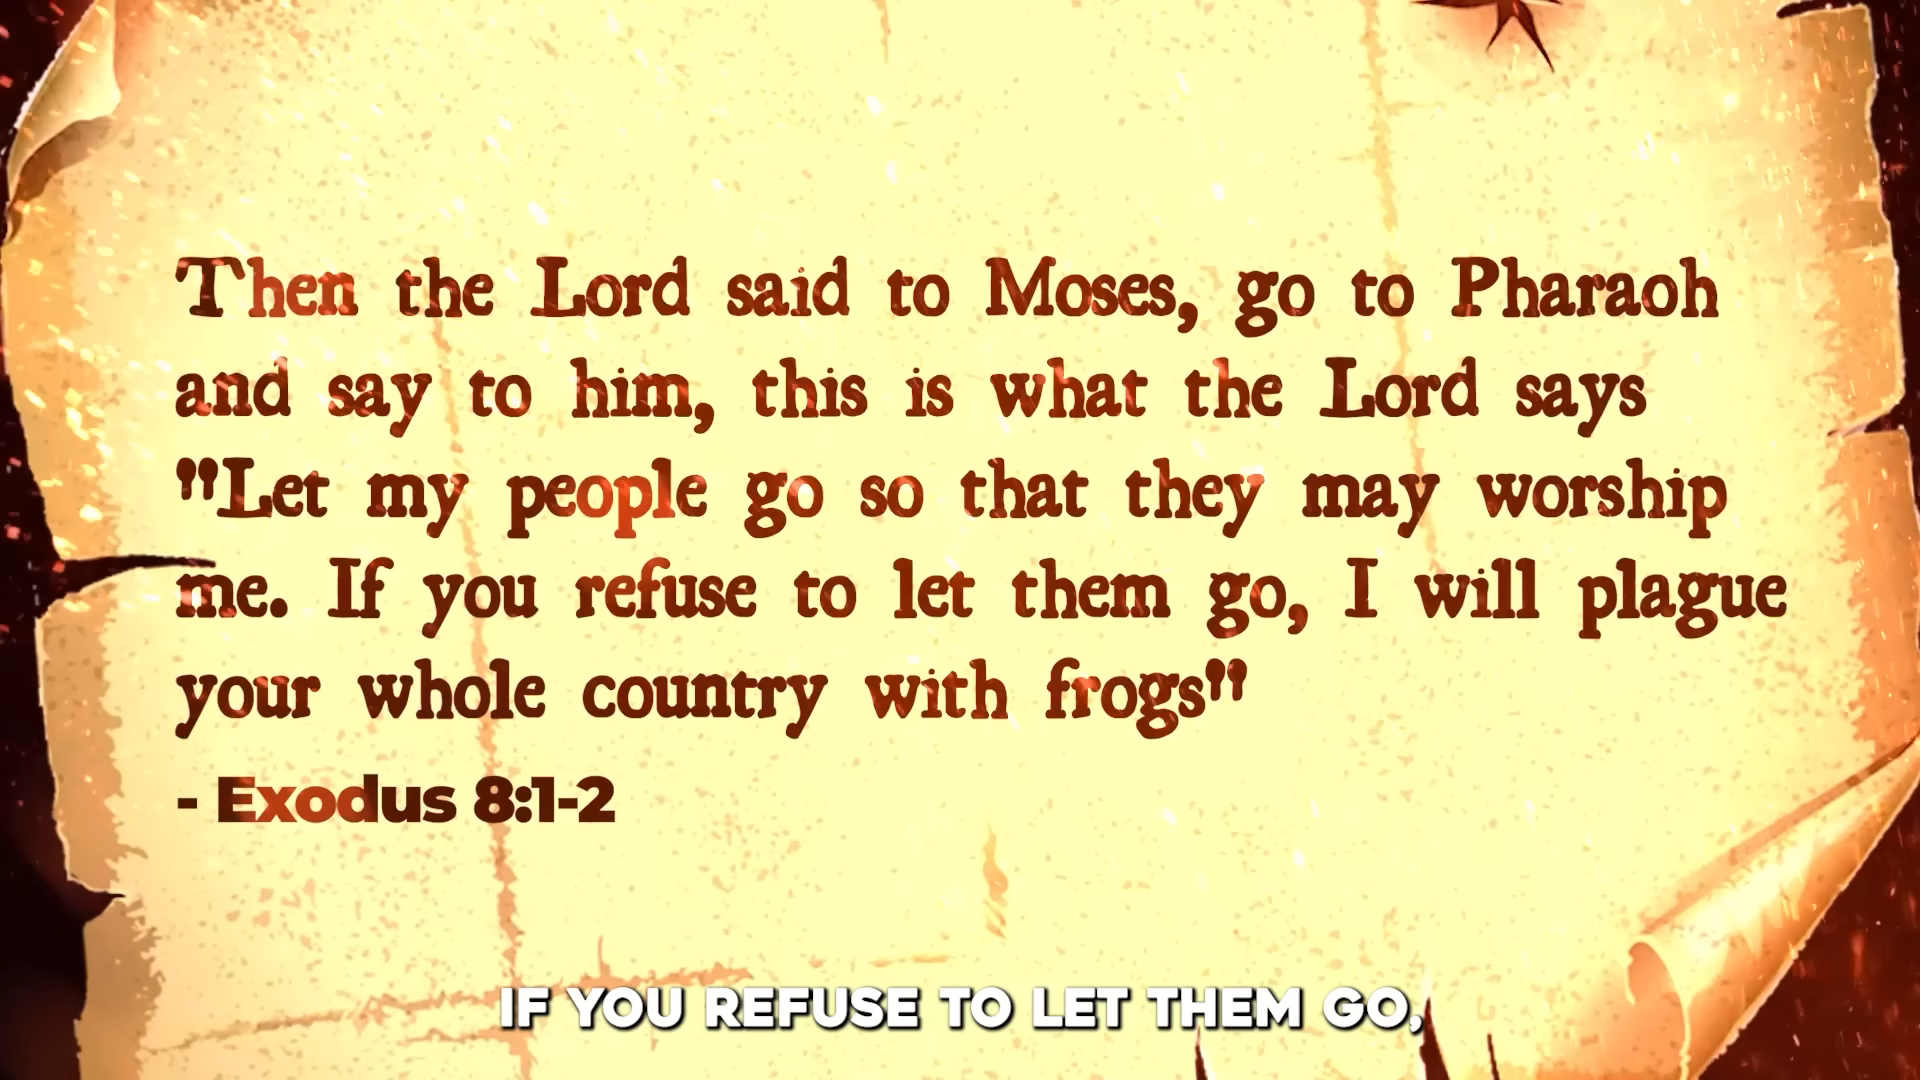 Then the Lord said to Moses, go to Pharaoh
and say to him, this is what the Lord says
"Let my people go so that they may worship
me. If you refuse to let them go, I will plague
your whole country with frogs"
- Exodus 8:1-2
IF YOU REFUSE TO LET THEM GO,